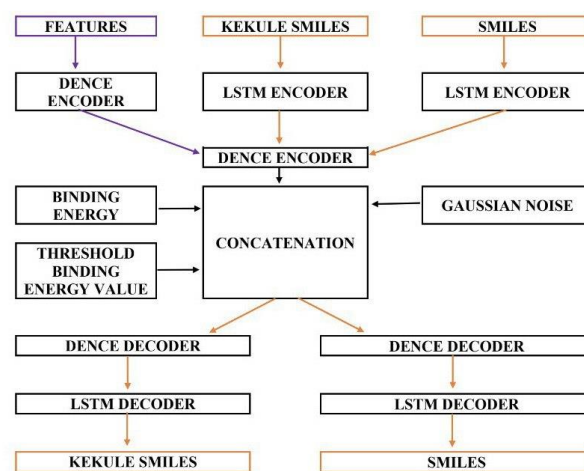 FEATURES
KEKULE SMILES
SMILES
DENCE
ENCODER
LSTM ENCODER
LSTM ENCODER
DENCE ENCODER
BINDING
ENERGY
GAUSSIAN NOISE
CONCATENATION
THRESHOLD
BINDING
ENERGY VALUE
DENCE DECODER
DENCE DECODER
LSTM DECODER
LSTM DECODER
KEKULE SMILES
SMILES